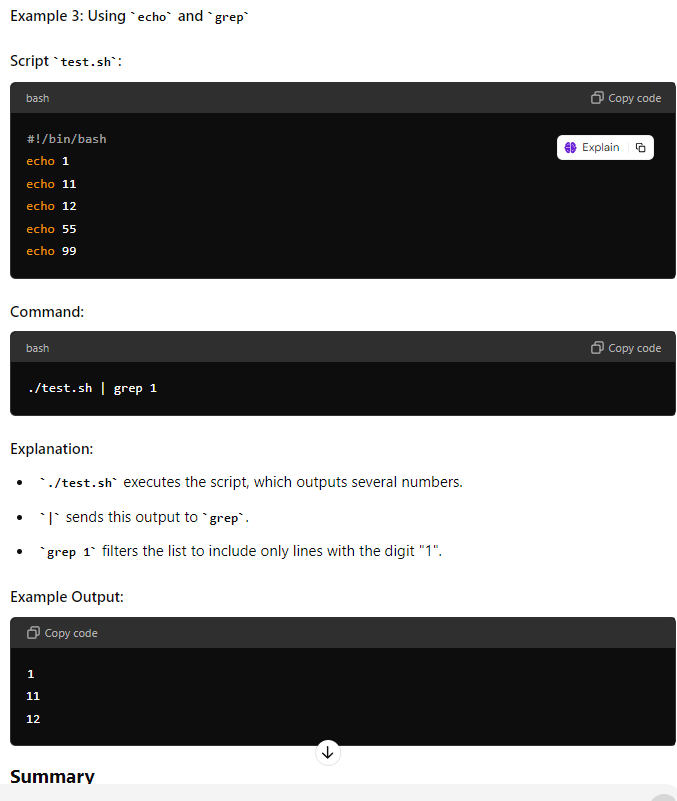 Example 3: Using `echo` and `grep`
Script `test.sh`:
bash
Copy code
#!/bin/bash
Explain
echo 1
echo 11
echo 12
echo 55
echo 99
Command:
bash
Copy code
./test.sh | grep 1
Explanation:
• `./test.sh` executes the script, which outputs several numbers.
• `|` sends this output to `grep`.
• `grep 1` filters the list to include only lines with the digit "1".
Example Output:
Copy code
1
11
12
Summary